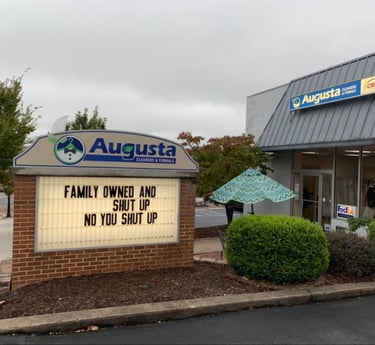 Augusta
CLEANERS & FORMALS
FAMILY OWNED AND
SHUT UP
NO YOU SHUT UP
Augusta
CLEANERS & FORMALS
FedEx